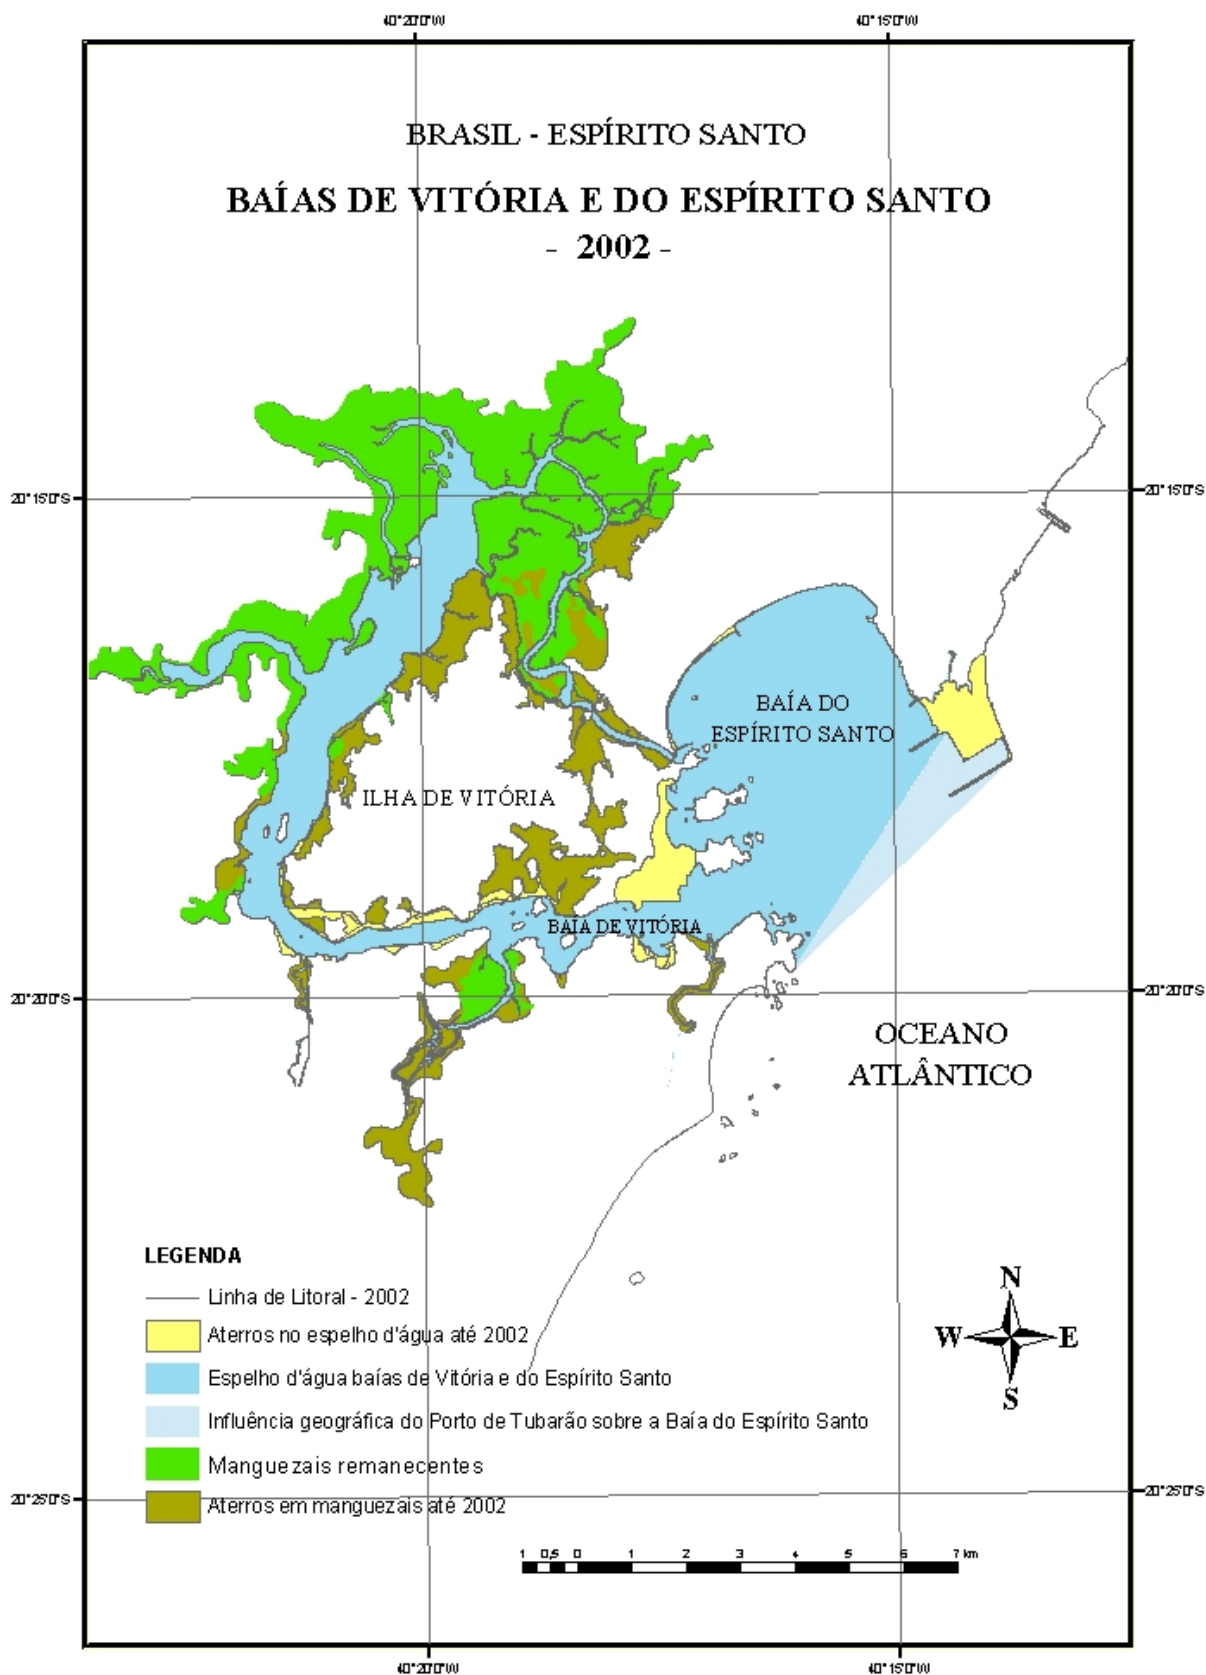 40°20'0"W 40°15'0"W
BRASIL - ESPÍRITO SANTO
BAÍAS DE VITÓRIA E DO ESPÍRITO SANTO
- 2002 -
20°15'0"S 20°15'0"S
BAÍA DO
ESPÍRITO SANTO
ILHA DE VITÓRIA
BAÍA DE VITÓRIA
20°20'0"S 20°20'0"S
OCEANO
ATLÂNTICO
LEGENDA
Linha de Litoral - 2002
Aterros no espelho d'água até 2002
Espelho d'água baías de Vitória e do Espírito Santo
Influência geográfica do Porto de Tubarão sobre a Baía do Espírito Santo
Manguezais remanecentes
Aterros em manguezais até 2002
N
W E
S
20°25'0"S 20°25'0"S
1 0,5 0 1 2 3 4 5 6 7 km
40°20'0"W 40°15'0"W